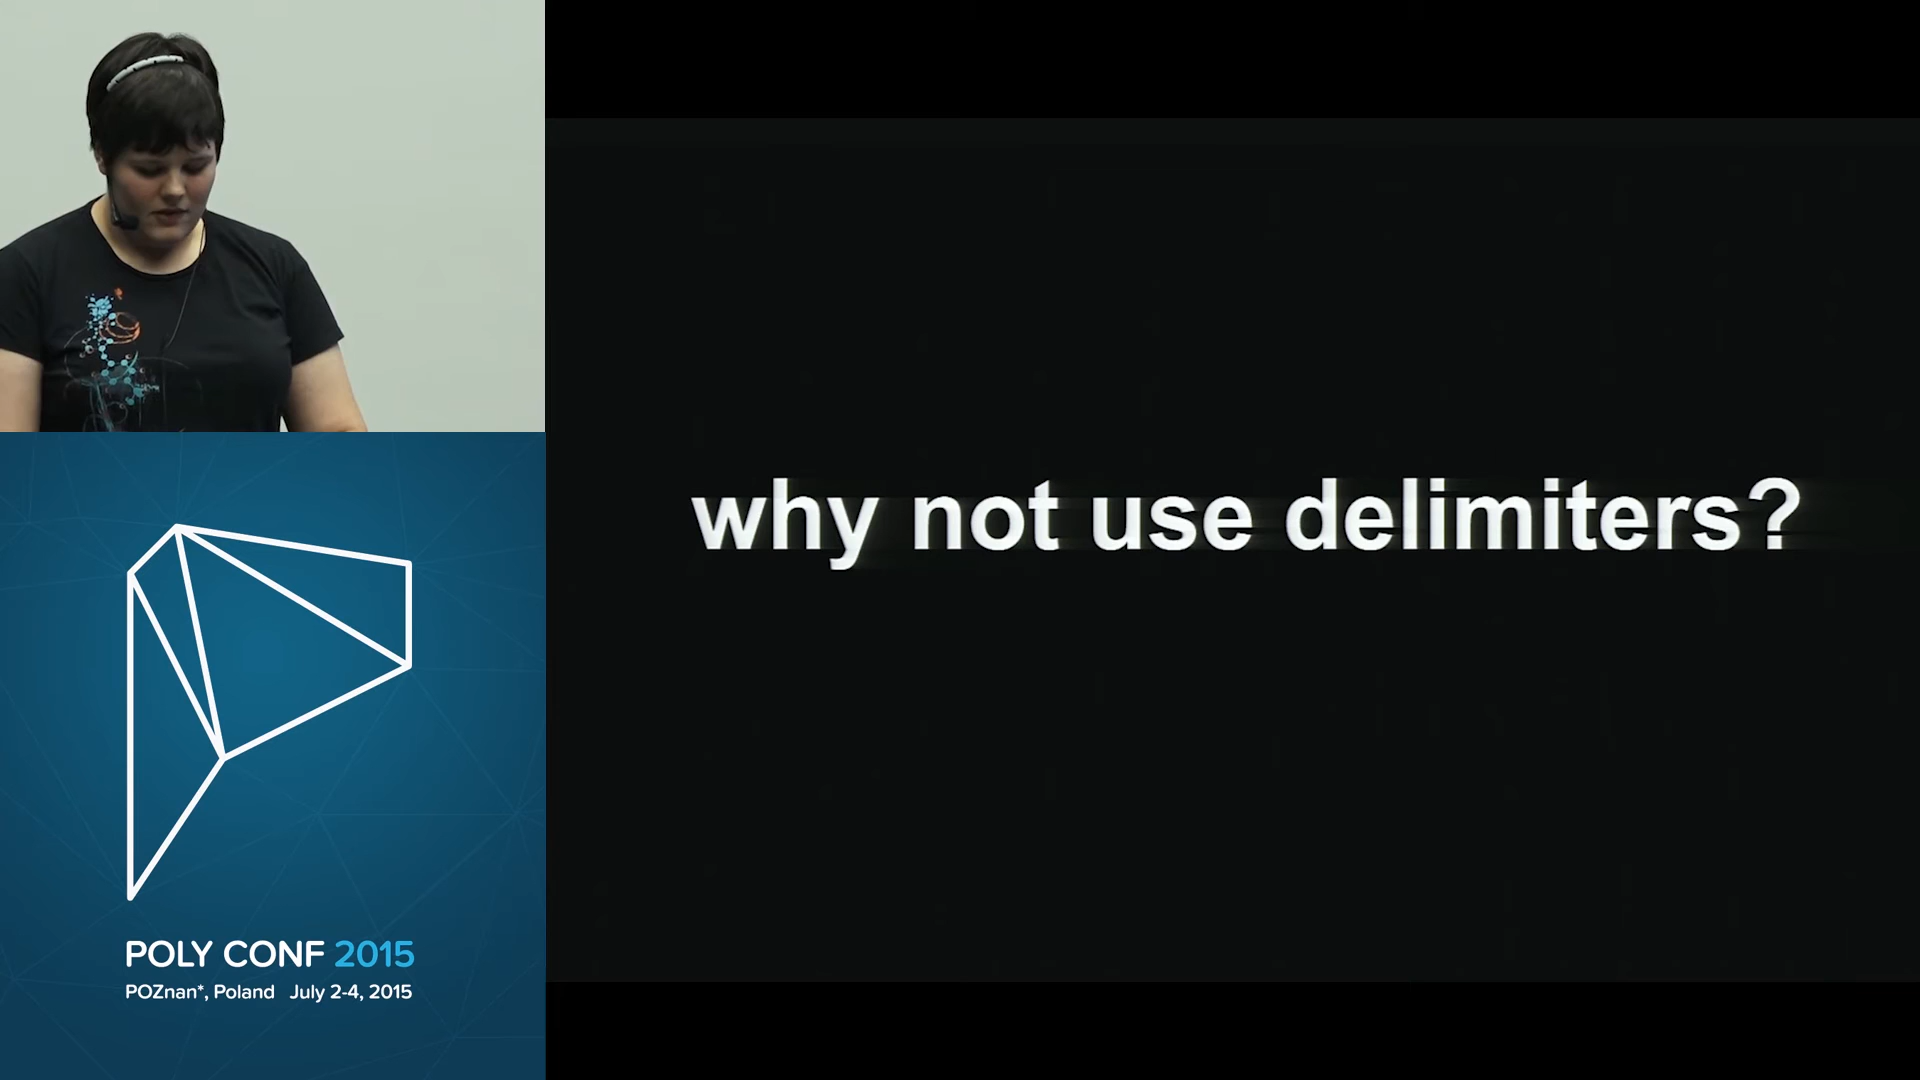 why not use delimiters?
POLY CONF 2015
POZnan*, Poland July 2-4, 2015